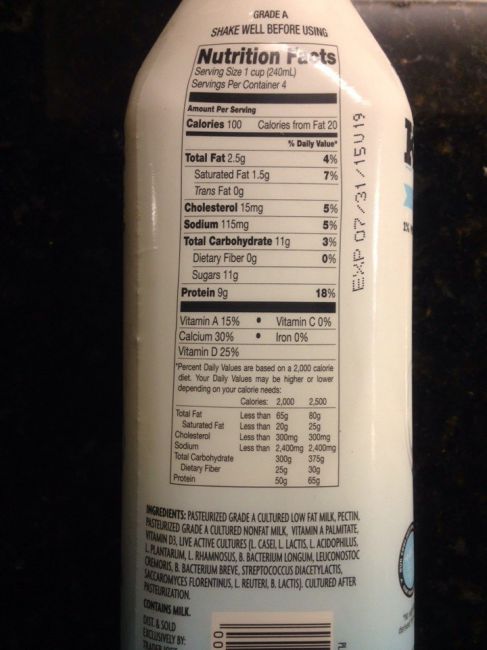 GRADE A
SHAKE WELL BEFORE USING
Nutrition Facts
Serving Size 1 cup (240mL)
Servings Per Container 4
Amount Per Serving
Calories 100 Calories from Fat 20
% Daily Value*
Total Fat 2.5g 4%
Saturated Fat 1.5g 7%
Trans Fat 0g
Cholesterol 15mg 5%
Sodium 115mg 5%
Total Carbohydrate 11g 3%
Dietary Fiber 0g 0%
Sugars 11g
Protein 9g 18%
Vitamin A 15% • Vitamin C 0%
Calcium 30% • Iron 0%
Vitamin D 25%
*Percent Daily Values are based on a 2,000 calorie
diet. Your Daily Values may be higher or lower
depending on your calorie needs:
Calories: 2,000 2,500
Total Fat Less than 65g 80g
Saturated Fat Less than 20g 25g
Cholesterol Less than 300mg 300mg
Sodium Less than 2,400mg 2,400mg
Total Carbohydrate 300g 375g
Dietary Fiber 25g 30g
Protein 50g 65g
INGREDIENTS: PASTEURIZED GRADE A CULTURED LOW FAT MILK, PECTIN,
PASTEURIZED GRADE A CULTURED NONFAT MILK, VITAMIN A PALMITATE,
VITAMIN D3, LIVE ACTIVE CULTURES (L. CASEI, L. LACTIS, L. ACIDOPHILUS,
L. PLANTARUM, L. RHAMNOSUS, B. BACTERIUM LONGUM, LEUCONOSTOC
CREMORIS, B. BACTERIUM BREVE, STREPTOCOCCUS DIACETYLACTIS,
SACCAROMYCES FLORENTINUS, L. REUTERI, B. LACTIS). CULTURED AFTER
PASTEURIZATION.
CONTAINS MILK.
DIST. & SOLD
EXCLUSIVELY BY:
EXP 07/31/15 U19